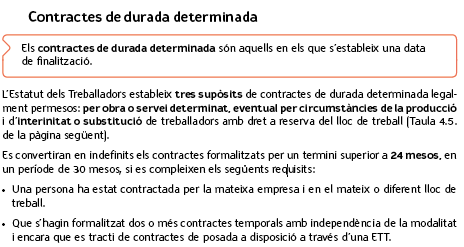 Contractes de durada determinada
Els contractes de durada determinada són aquells en els que s'estableix una data
de finalització.
L'Estatut dels Treballadors estableix tres supòsits de contractes de durada determinada legal-
ment permesos: per obra o servei determinat, eventual per circumstàncies de la producció
i d'interinitat o substitució de treballadors amb dret a reserva del lloc de treball (Taula 4.5.
de la pàgina següent).
Es convertiran en indefinits els contractes formalitzats per un termini superior a 24 mesos, en
un període de 30 mesos, si es compleixen els següents requisits:
• Una persona ha estat contractada per la mateixa empresa i en el mateix o diferent lloc de
treball.
• Que s'hagin formalitzat dos o més contractes temporals amb independència de la modalitat
i encara que es tracti de contractes de posada a disposició a través d'una ETT.